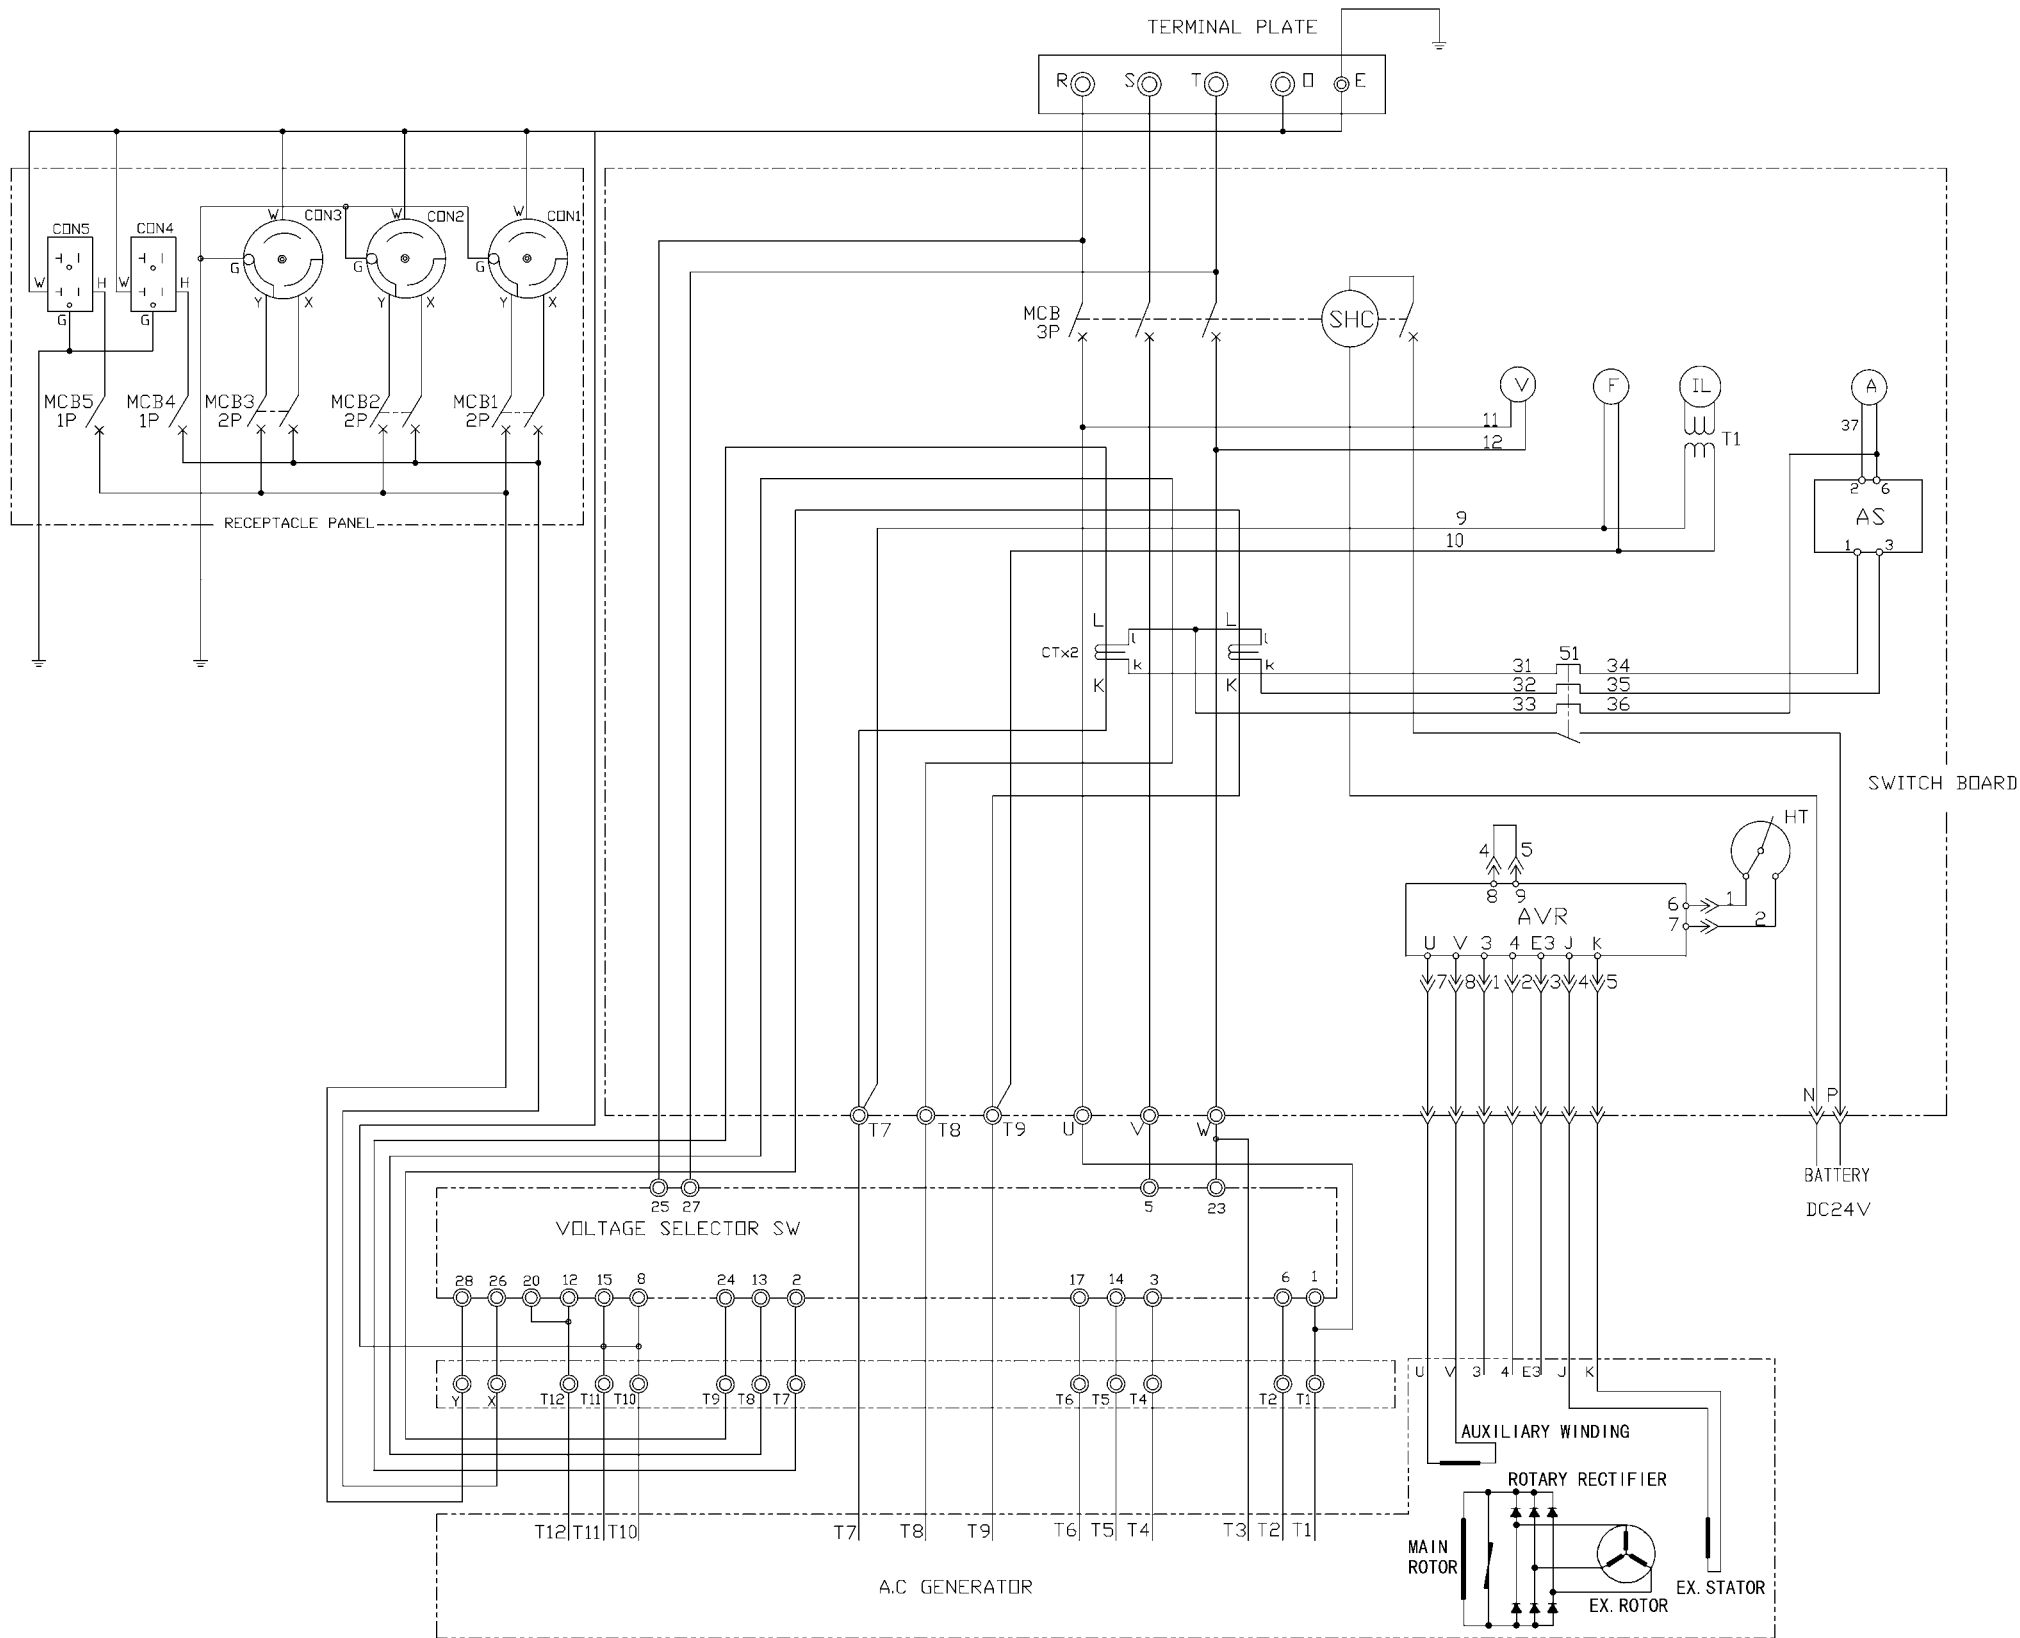 TERMINAL PLATE
R S T O E
W W W
CON5 CON4 CON3 CON2 CON1
W H W H G G G
G G Y X Y X Y X
MCB 3P
SHC
MCB5 1P
MCB4 1P
MCB3 2P
MCB2 2P
MCB1 2P
V F IL A
11
12
T1
37
2 6
AS
1 3
9
10
RECEPTACLE PANEL
L L
l l
CTx2
k k
K K
51
31 34
32 35
33 36
SWITCH BOARD
HT
4 5
8 9
AVR
6 1
7 2
U V 3 4 E3 J K
7 8 1 2 3 4 5
N P
T7 T8 T9 U V W
BATTERY
DC24V
25 27 5 23
VOLTAGE SELECTOR SW
28 26 20 12 15 8 24 13 2 17 14 3 6 1
Y X T12 T11 T10 T9 T8 T7 T6 T5 T4 T2 T1
U V 3 4 E3 J K
AUXILIARY WINDING
ROTARY RECTIFIER
T12 T11 T10 T7 T8 T9 T6 T5 T4 T3 T2 T1
MAIN
ROTOR
A.C GENERATOR
EX. STATOR
EX. ROTOR